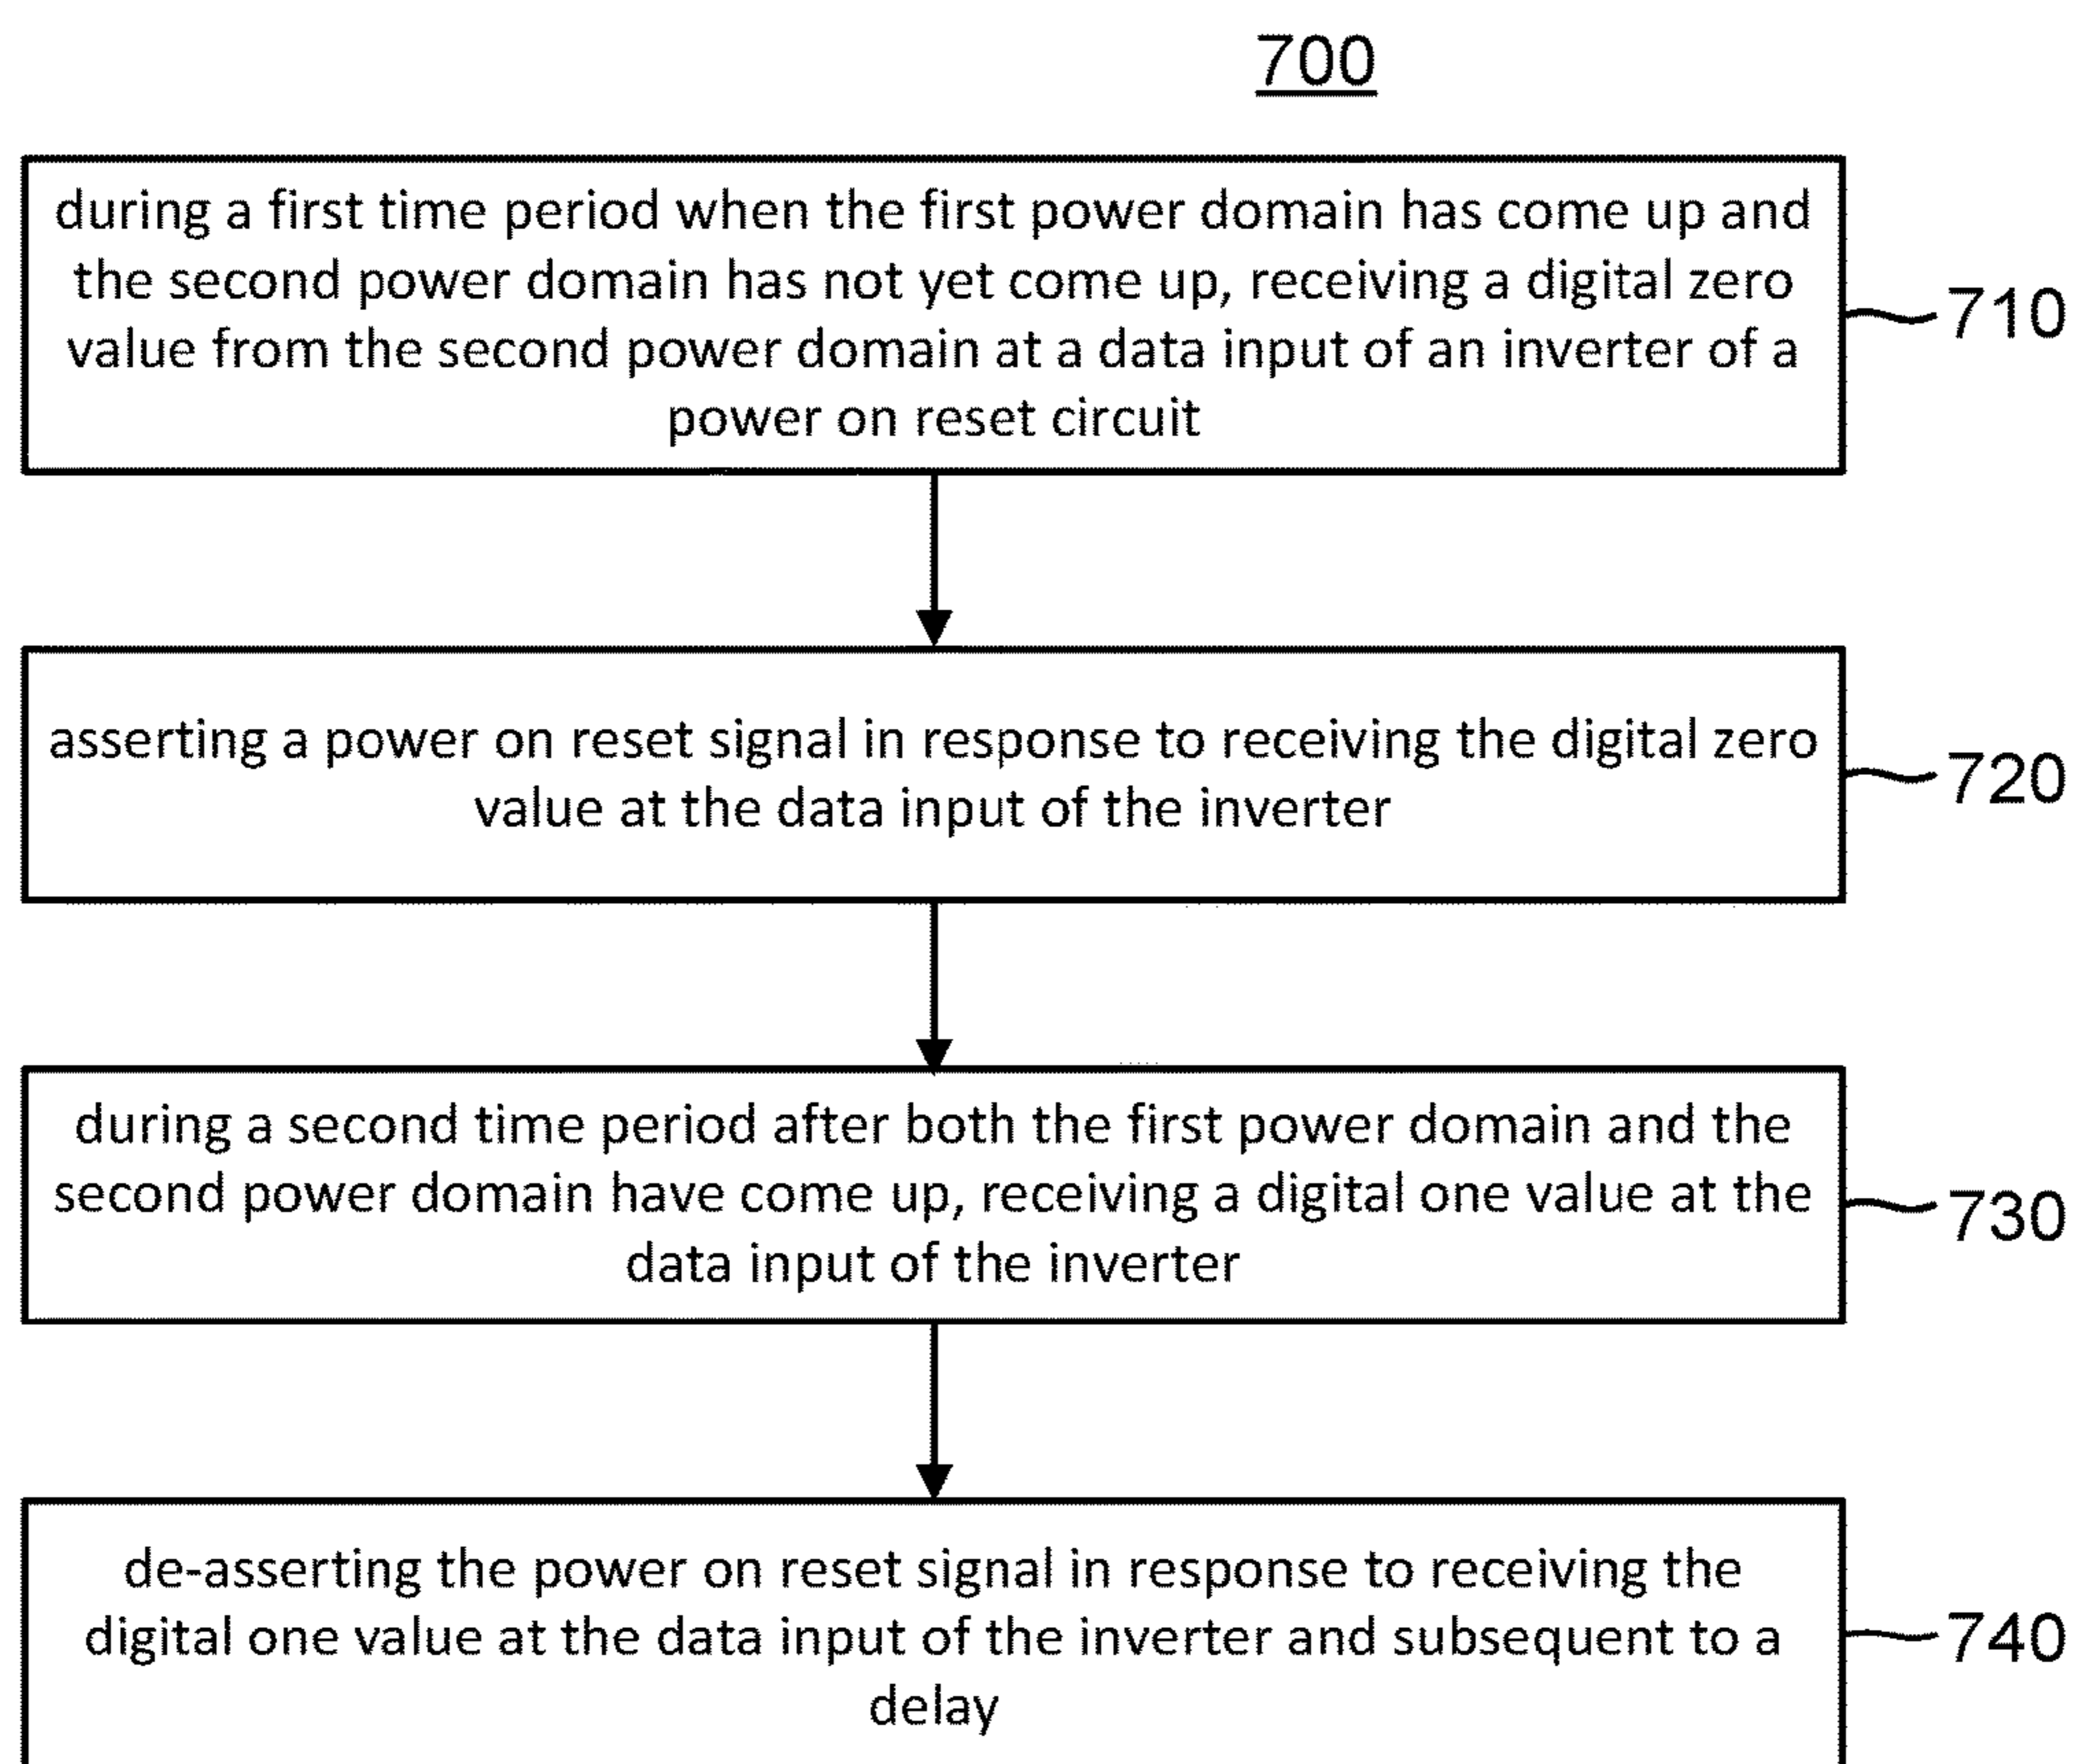 700
during a first time period when the first power domain has come up and
the second power domain has not yet come up, receiving a digital zero
value from the second power domain at a data input of an inverter of a
power on reset circuit
710
asserting a power on reset signal in response to receiving the digital zero
value at the data input of the inverter
720
during a second time period after both the first power domain and the
second power domain have come up, receiving a digital one value at the
data input of the inverter
730
de-asserting the power on reset signal in response to receiving the
digital one value at the data input of the inverter and subsequent to a
delay
740